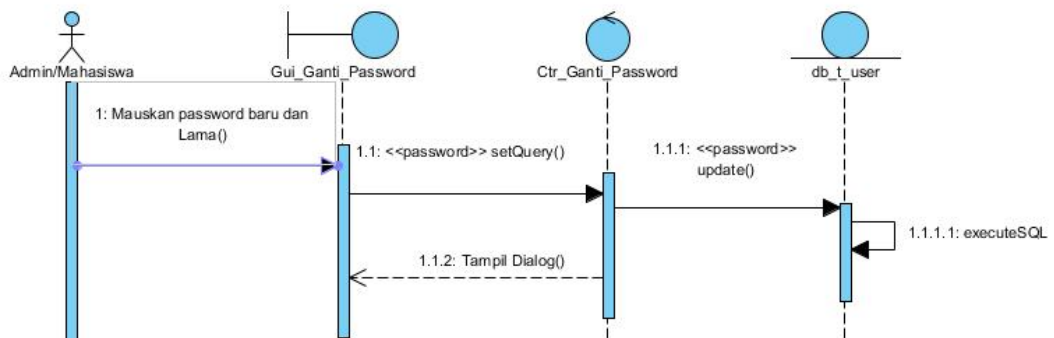 Admin/Mahasiswa
Gui_Ganti_Password
Ctr_Ganti_Password
db_t_user
1: Mauskan password baru dan
Lama()
1.1: <<password>> setQuery()
1.1.1: <<password>>
update()
1.1.1.1: executeSQL
1.1.2: Tampil Dialog()